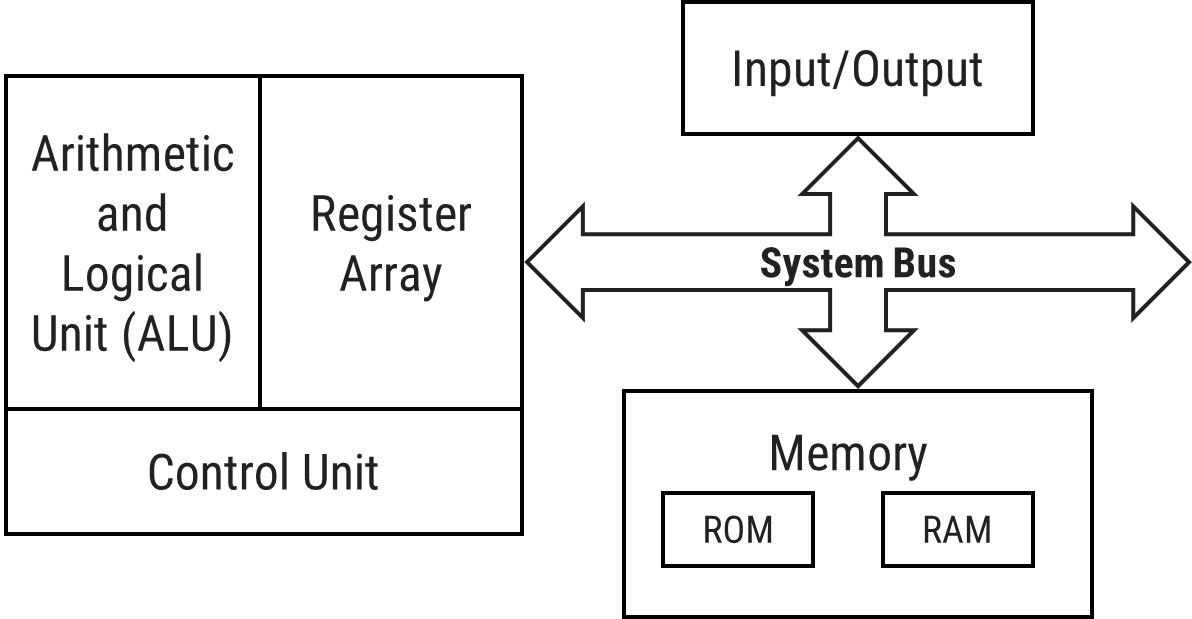 Arithmetic
and
Logical
Unit (ALU)
Register
Array
Control Unit
Input/Output
System Bus
Memory
ROM
RAM